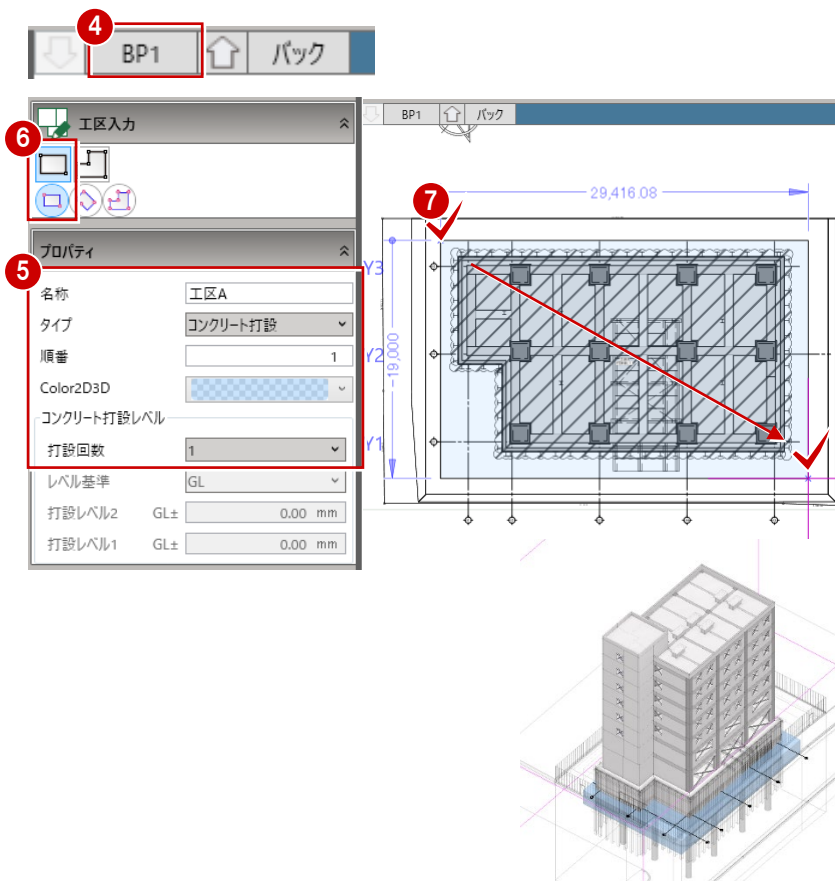 4
BP1 バック
工区入力
6
プロパティ
5
名称 工区A
タイプ コンクリート打設
順番 1
Color2D3D
コンクリート打設レベル
打設回数 1
レベル基準 GL
打設レベル2 GL± 0.00 mm
打設レベル1 GL± 0.00 mm
BP1 バック
7
29,416.08
Y3
Y2
19,000
Y1